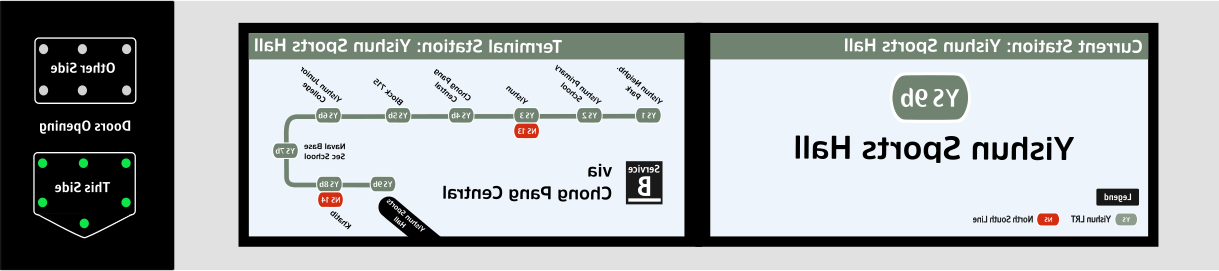 Current Station: Yishun Sports Hall
YS 9b
Yishun Sports Hall
Legend
YS Yishun LRT NS North South Line
Terminal Station: Yishun Sports Hall
Yishun Neighb.
Park
YS 1
Yishun Primary
School
YS 2
Yishun
YS 3
NS 13
Chong Pang
Central
YS 4b
Block 715
YS 5b
Yishun Junior
College
YS 6b
Naval Base
Sec School
YS 7b
YS 8b
NS 14
Khatib
YS 9b
Yishun Sports
Hall
Service
B
via
Chong Pang Central
Other Side
Doors Opening
This Side